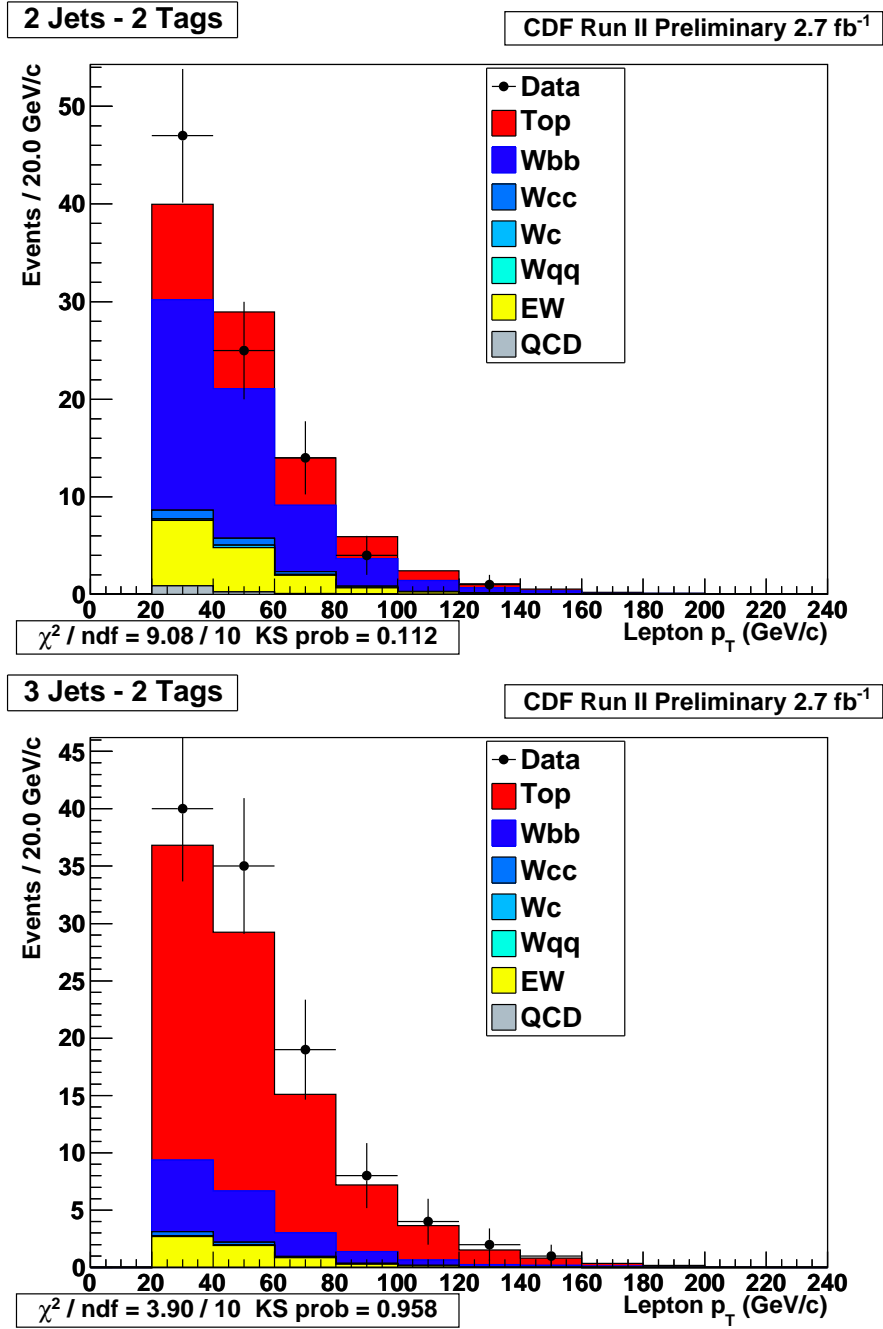 2 Jets - 2 Tags
CDF Run II Preliminary 2.7 fb⁻¹
Events / 20.0 GeV/c
50
40
30
20
10
0
Data
Top
Wbb
Wcc
Wc
Wqq
EW
QCD
0 20 40 60 80 100 120 140 160 180 200 220 240
Lepton p_T (GeV/c)
χ² / ndf = 9.08 / 10 KS prob = 0.112
3 Jets - 2 Tags
CDF Run II Preliminary 2.7 fb⁻¹
Events / 20.0 GeV/c
45
40
35
30
25
20
15
10
5
0
Data
Top
Wbb
Wcc
Wc
Wqq
EW
QCD
0 20 40 60 80 100 120 140 160 180 200 220 240
Lepton p_T (GeV/c)
χ² / ndf = 3.90 / 10 KS prob = 0.958